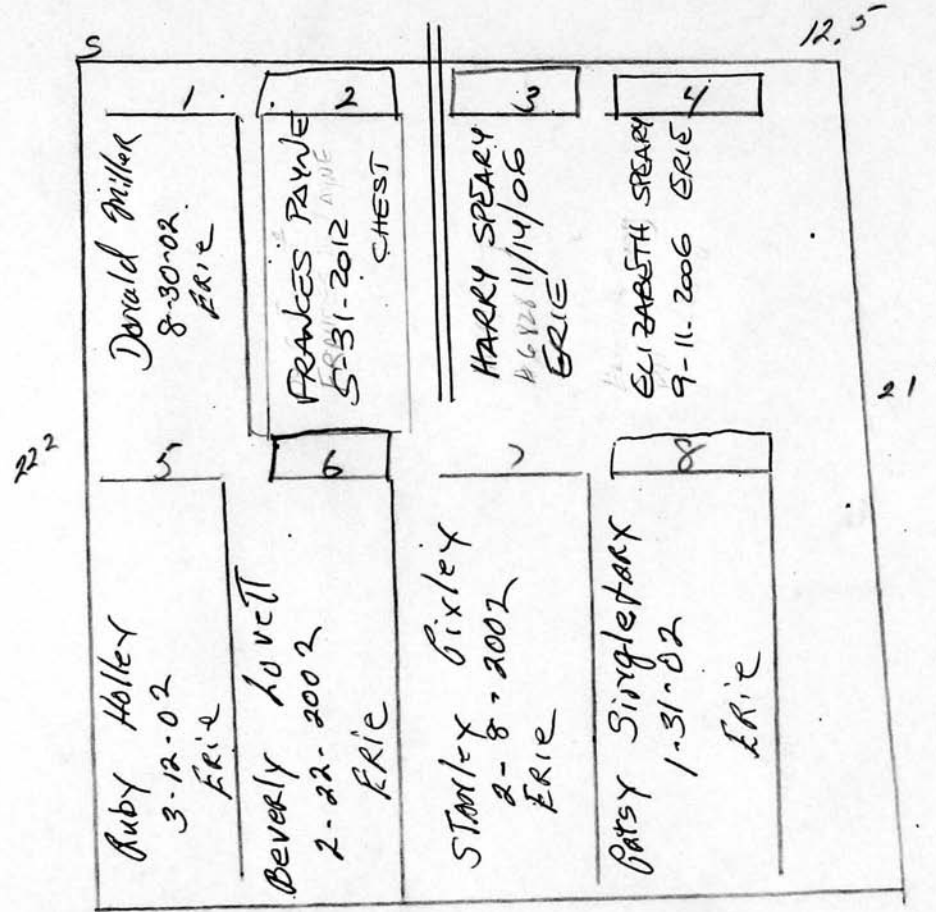 S
12.5
1
Donald Miller
8-30-02
ERie
2
FRANCES PAYNE
5-31-2012
CHEST
3
HARRY SPEARY
11/14/06
ERIE
4
ELIZABETH SPEARY
9-11.2006 ERIE
22²
21
5
Ruby Holley
3-12-02
ERie
6
Beverly Lovett
2-22-2002
ERie
7
STANley Pixley
2-8-2002
ERie
8
Patsy SingletARY
1-31-02
ERie